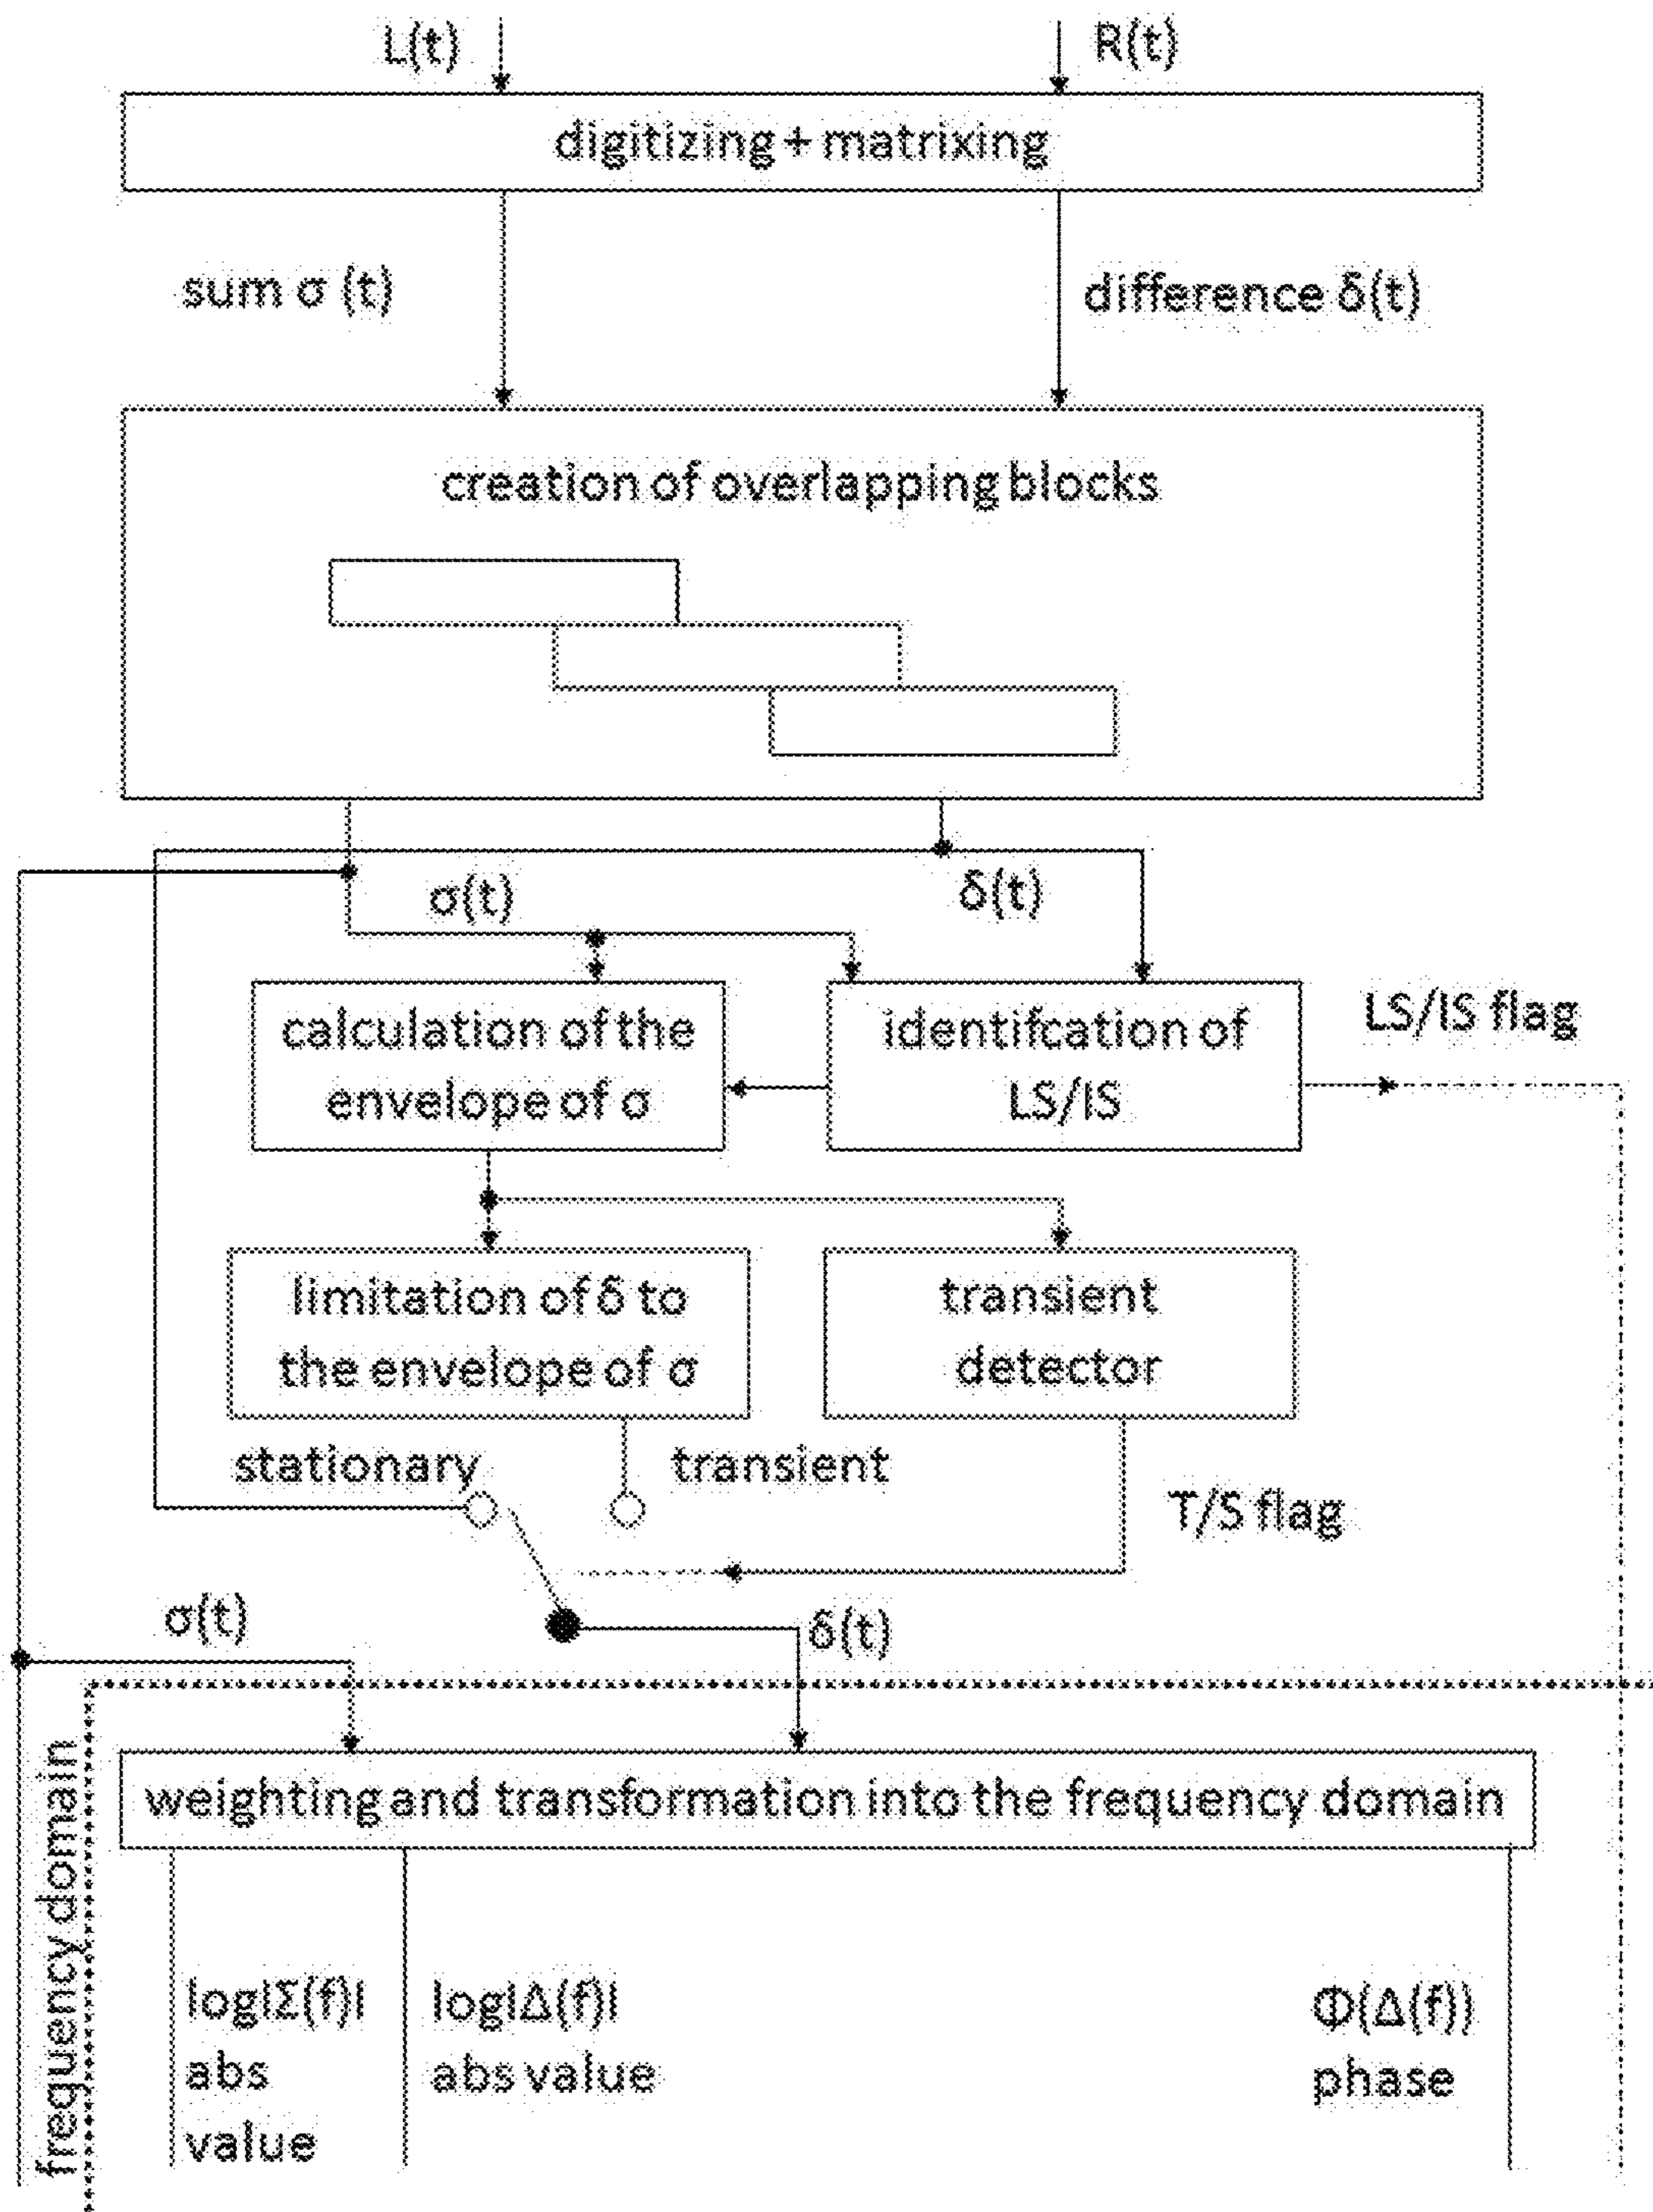 L(t)
R(t)
digitizing + matrixing
sum σ (t)
difference δ(t)
creation of overlapping blocks
σ(t)
δ(t)
calculation of the
envelope of σ
identifcation of
LS/IS
LS/IS flag
limitation of δ to
the envelope of σ
transient
detector
stationary
transient
T/S flag
σ(t)
δ(t)
frequency domain
weighting and transformation into the frequency domain
log|Σ(f)|
abs
value
log|Δ(f)|
abs value
Φ(Δ(f))
phase